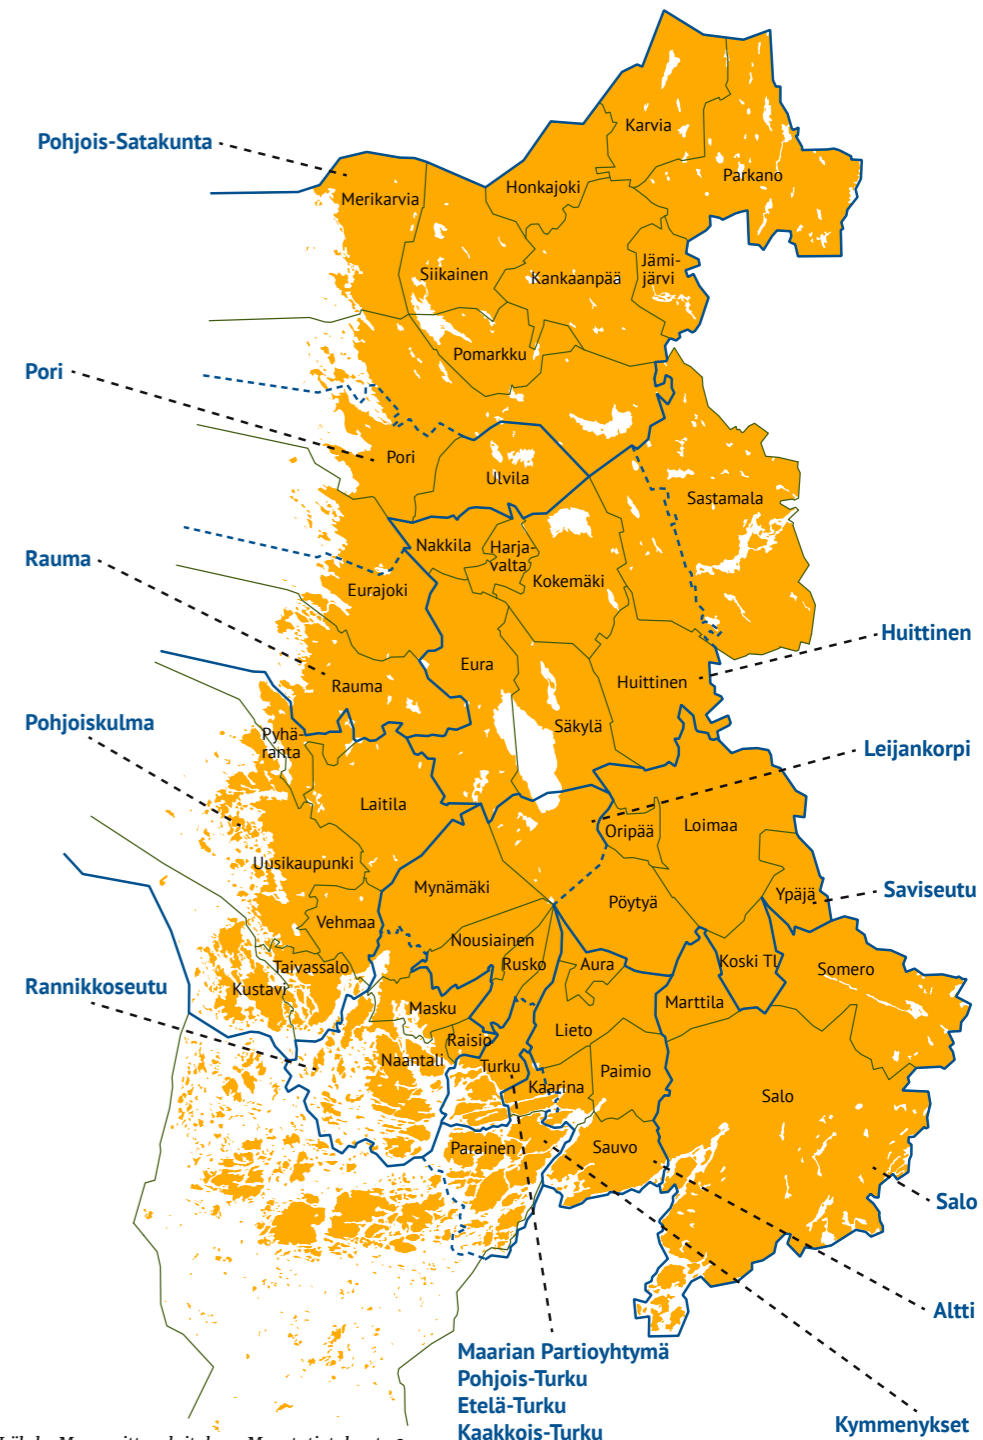 Karvia
Pohjois-Satakunta
Parkano
Honkajoki
Merikarvia
Jämi-
järvi
Siikainen
Kankaanpää
Pomarkku
Pori
Pori
Ulvila
Sastamala
Nakkila
Harja-
valta
Rauma
Kokemäki
Eurajoki
Huittinen
Eura
Huittinen
Rauma
Pohjoiskulma
Säkylä
Pyhä-
ranta
Leijankorpi
Laitila
Oripää
Loimaa
Uusikaupunki
Mynämäki
Ypäjä
Saviseutu
Pöytyä
Vehmaa
Nousiainen
Rusko
Aura
Koski Tl
Somero
Taivassalo
Rannikkoseutu
Kustavi
Marttila
Masku
Lieto
Raisio
Naantali
Turku
Paimio
Kaarina
Salo
Parainen
Sauvo
Salo
Altti
Maarian Partioyhtymä
Pohjois-Turku
Etelä-Turku
Kaakkois-Turku
Kymmenykset